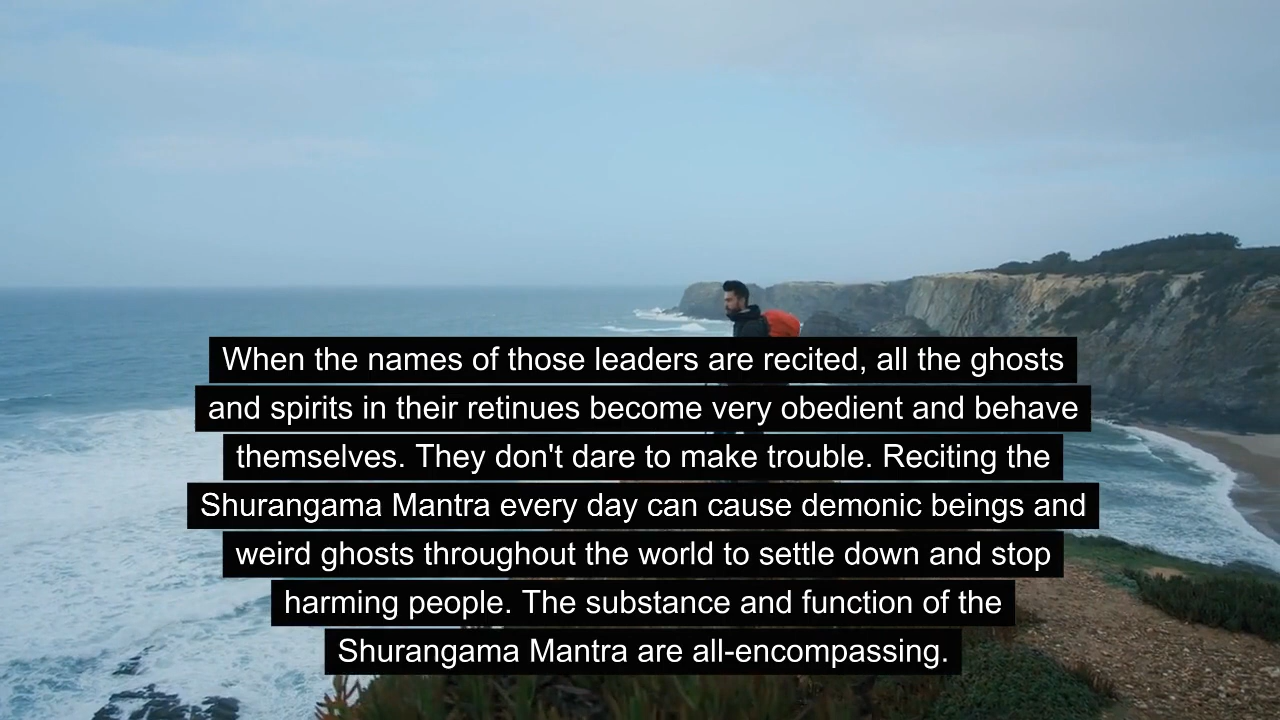 When the names of those leaders are recited, all the ghosts
and spirits in their retinues become very obedient and behave
themselves. They don't dare to make trouble. Reciting the
Shurangama Mantra every day can cause demonic beings and
weird ghosts throughout the world to settle down and stop
harming people. The substance and function of the
Shurangama Mantra are all-encompassing.